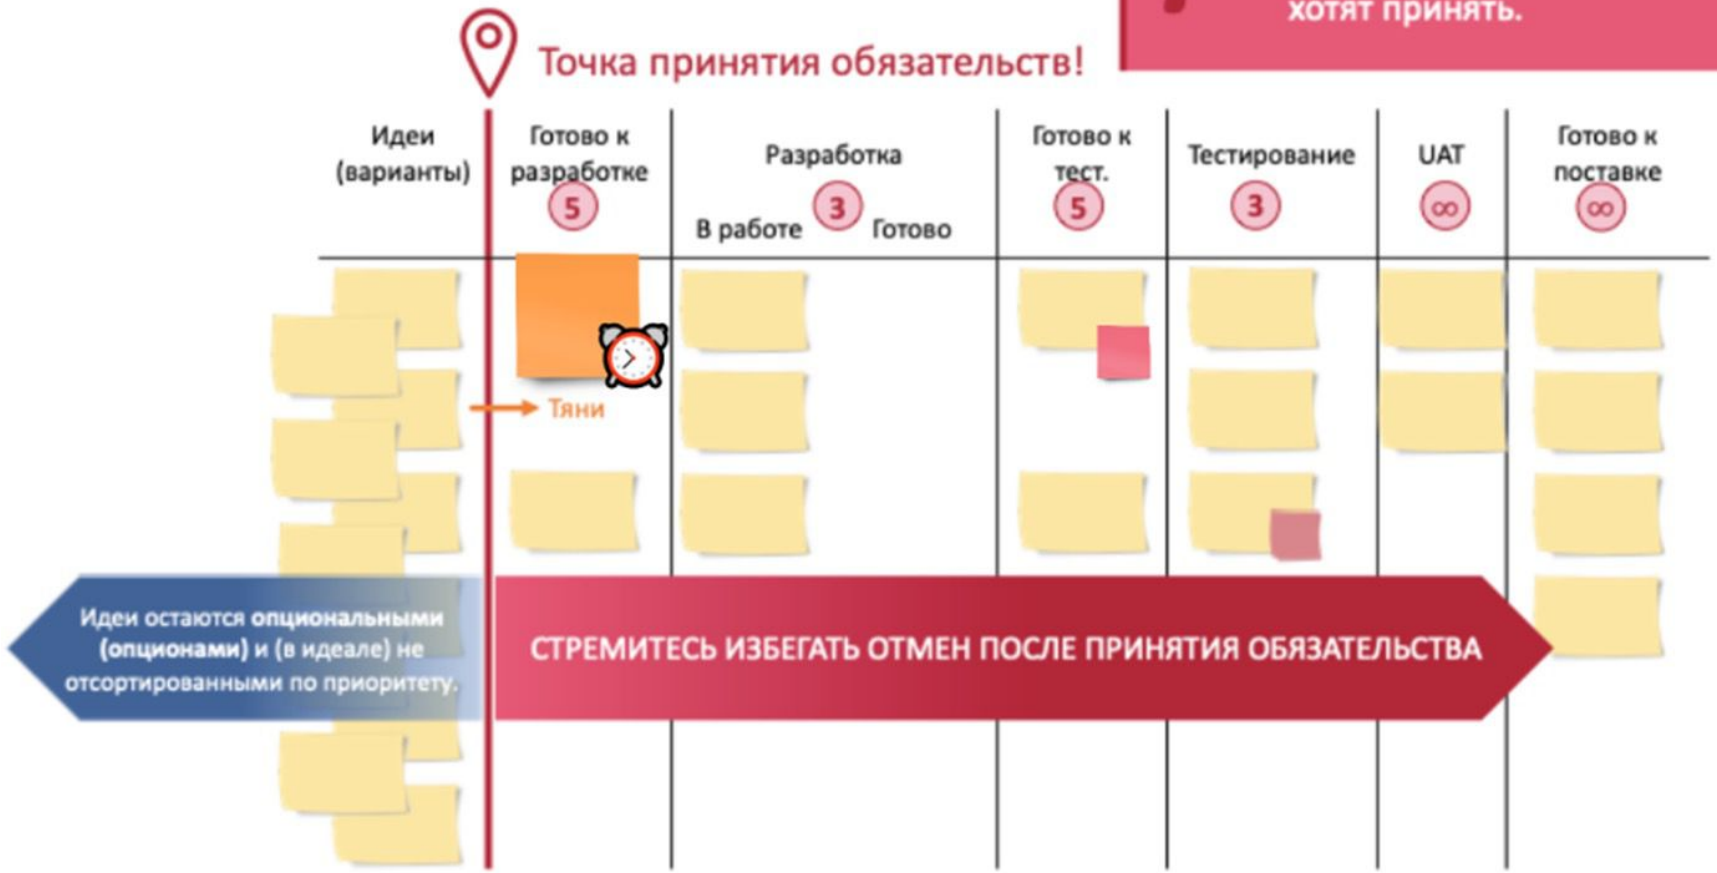 хотят принять.
Точка принятия обязательств!
Идеи
(варианты)
Готово к
разработке
5
Разработка
3
В работе
Готово
Готово к
тест.
5
Тестирование
3
UAT
∞
Готово к
поставке
∞
Тяни
Идеи остаются опциональными
(опционами) и (в идеале) не
отсортированными по приоритету.
СТРЕМИТЕСЬ ИЗБЕГАТЬ ОТМЕН ПОСЛЕ ПРИНЯТИЯ ОБЯЗАТЕЛЬСТВА